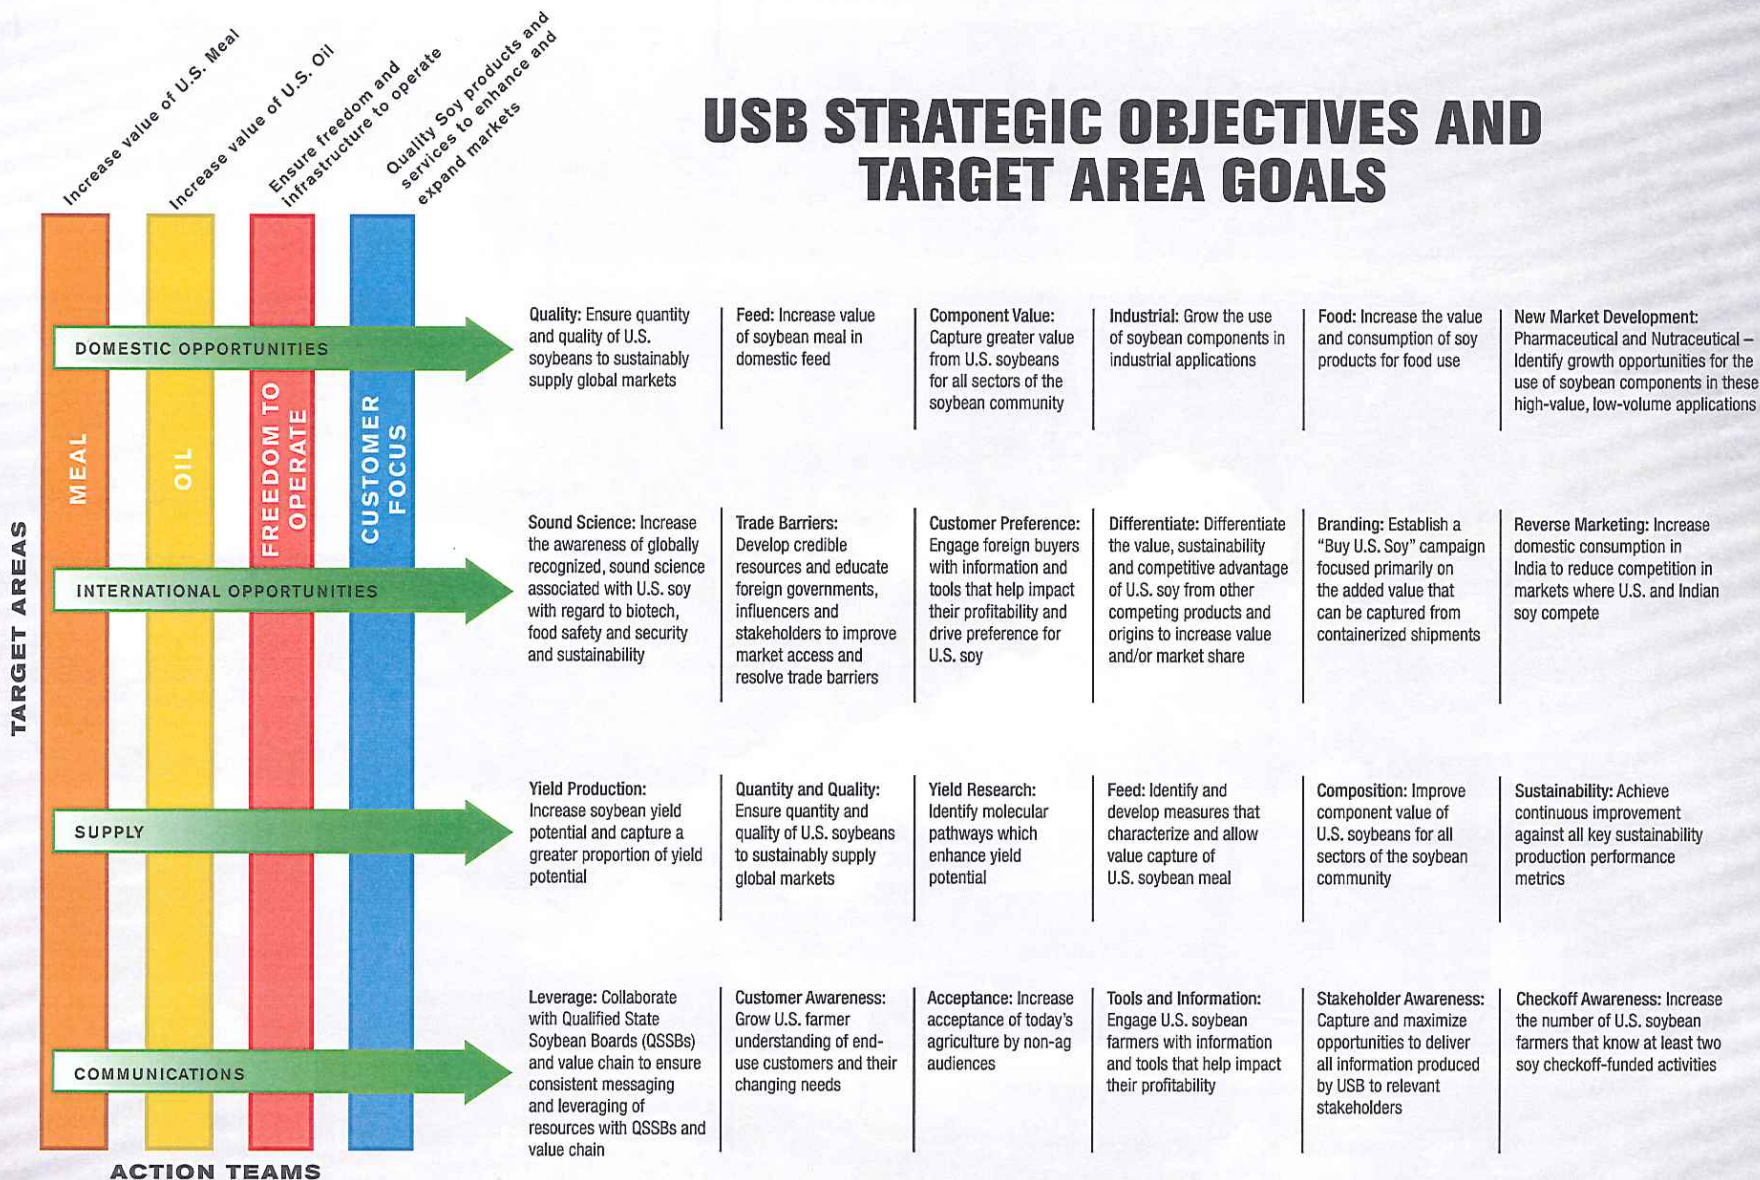 Increase value of U.S. Meal
Increase value of U.S. Oil
Ensure freedom and
infrastructure to operate
Quality Soy products and
services to enhance and
expand markets
USB STRATEGIC OBJECTIVES AND
TARGET AREA GOALS
TARGET AREAS
MEAL
OIL
FREEDOM TO
OPERATE
CUSTOMER
FOCUS
DOMESTIC OPPORTUNITIES
Quality: Ensure quantity
and quality of U.S.
soybeans to sustainably
supply global markets
Feed: Increase value
of soybean meal in
domestic feed
Component Value:
Capture greater value
from U.S. soybeans
for all sectors of the
soybean community
Industrial: Grow the use
of soybean components in
industrial applications
Food: Increase the value
and consumption of soy
products for food use
New Market Development:
Pharmaceutical and Nutraceutical –
Identify growth opportunities for the
use of soybean components in these
high-value, low-volume applications
INTERNATIONAL OPPORTUNITIES
Sound Science: Increase
the awareness of globally
recognized, sound science
associated with U.S. soy
with regard to biotech,
food safety and security
and sustainability
Trade Barriers:
Develop credible
resources and educate
foreign governments,
influencers and
stakeholders to improve
market access and
resolve trade barriers
Customer Preference:
Engage foreign buyers
with information and
tools that help impact
their profitability and
drive preference for
U.S. soy
Differentiate: Differentiate
the value, sustainability
and competitive advantage
of U.S. soy from other
competing products and
origins to increase value
and/or market share
Branding: Establish a
“Buy U.S. Soy” campaign
focused primarily on
the added value that
can be captured from
containerized shipments
Reverse Marketing: Increase
domestic consumption in
India to reduce competition in
markets where U.S. and Indian
soy compete
SUPPLY
Yield Production:
Increase soybean yield
potential and capture a
greater proportion of yield
potential
Quantity and Quality:
Ensure quantity and
quality of U.S. soybeans
to sustainably supply
global markets
Yield Research:
Identify molecular
pathways which
enhance yield
potential
Feed: Identify and
develop measures that
characterize and allow
value capture of
U.S. soybean meal
Composition: Improve
component value of
U.S. soybeans for all
sectors of the soybean
community
Sustainability: Achieve
continuous improvement
against all key sustainability
production performance
metrics
COMMUNICATIONS
Leverage: Collaborate
with Qualified State
Soybean Boards (QSSBs)
and value chain to ensure
consistent messaging
and leveraging of
resources with QSSBs and
value chain
Customer Awareness:
Grow U.S. farmer
understanding of end-
use customers and their
changing needs
Acceptance: Increase
acceptance of today’s
agriculture by non-ag
audiences
Tools and Information:
Engage U.S. soybean
farmers with information
and tools that help impact
their profitability
Stakeholder Awareness:
Capture and maximize
opportunities to deliver
all information produced
by USB to relevant
stakeholders
Checkoff Awareness: Increase
the number of U.S. soybean
farmers that know at least two
soy checkoff-funded activities
ACTION TEAMS